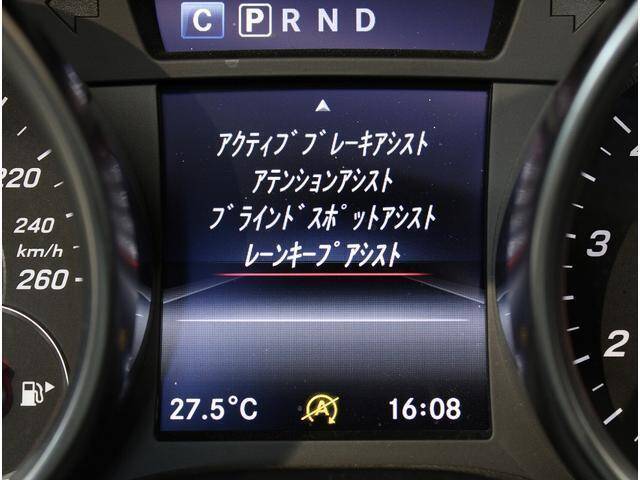 C P R N D
アクティブブレーキアシスト
アテンションアシスト
ブラインドスポットアシスト
レーンキープアシスト
220
240
km/h
260
3
2
27.5°C A 16:08